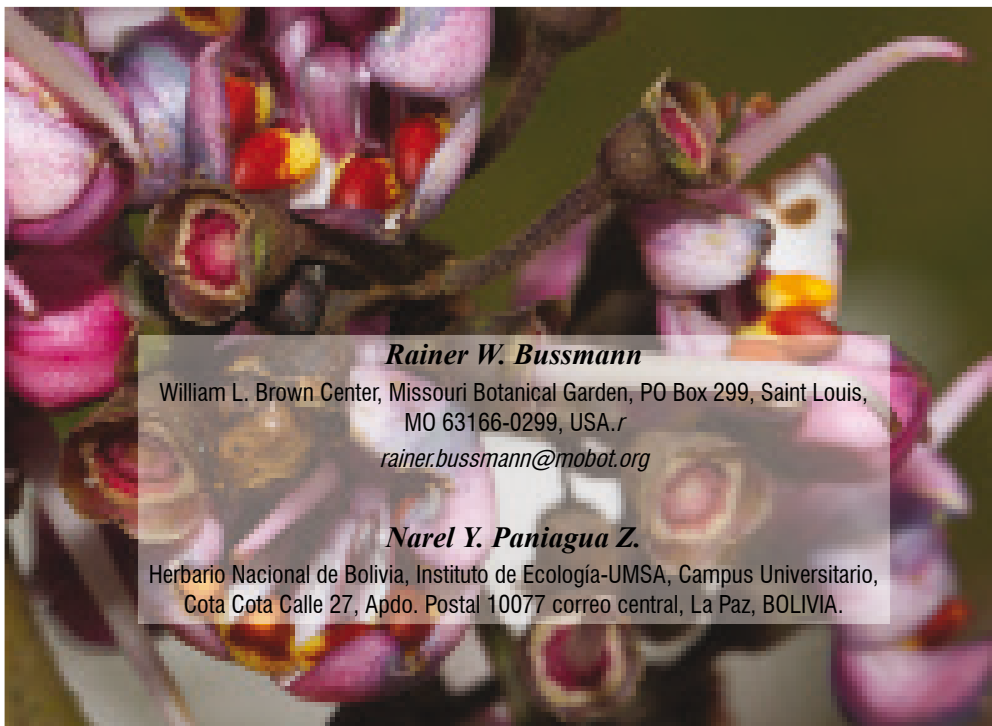 Rainer W. Bussmann
William L. Brown Center, Missouri Botanical Garden, PO Box 299, Saint Louis,
MO 63166-0299, USA.r
rainer.bussmann@mobot.org
Narel Y. Paniagua Z.
Herbario Nacional de Bolivia, Instituto de Ecología-UMSA, Campus Universitario,
Cota Cota Calle 27, Apdo. Postal 10077 correo central, La Paz, BOLIVIA.